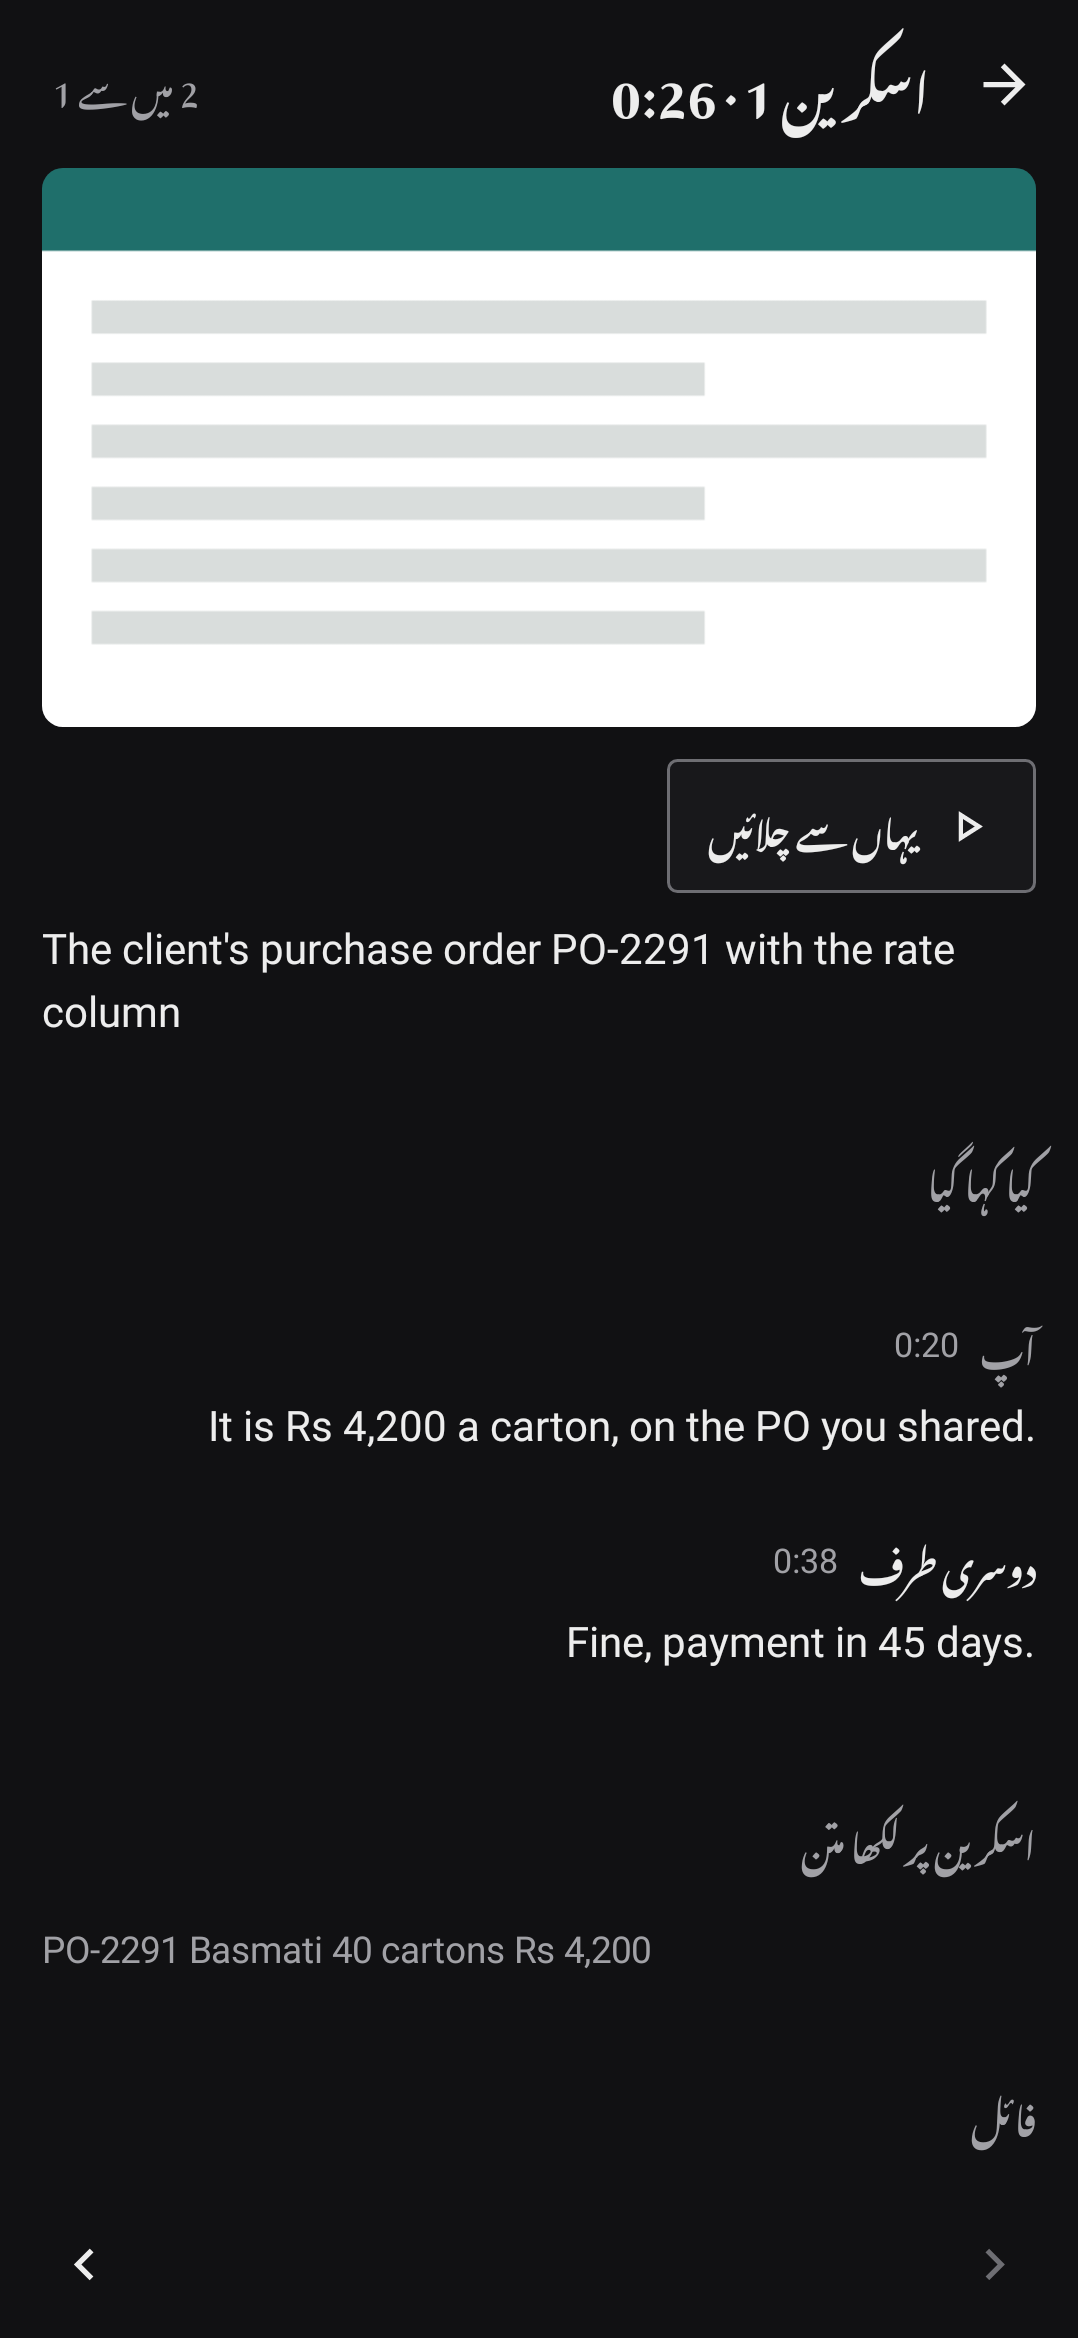 اسکرین 1 · 0:26
2 میں سے 1
یہاں سے چلائیں
The client's purchase order PO-2291 with the rate
column
کیا کہا گیا
آپ 0:20
It is Rs 4,200 a carton, on the PO you shared.
دوسری طرف 0:38
Fine, payment in 45 days.
اسکرین پر لکھا متن
PO-2291 Basmati 40 cartons Rs 4,200
فائل